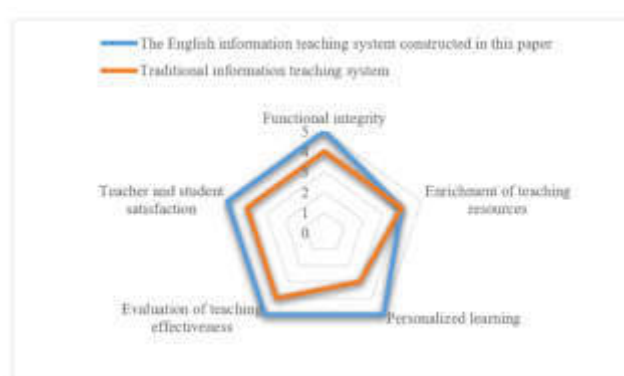 The English information teaching system constructed in this paper
Traditional information teaching system
Functional integrity
5
4
3
2
1
0
Enrichment of teaching
resources
Personalized learning
Evaluation of teaching
effectiveness
Teacher and student
satisfaction